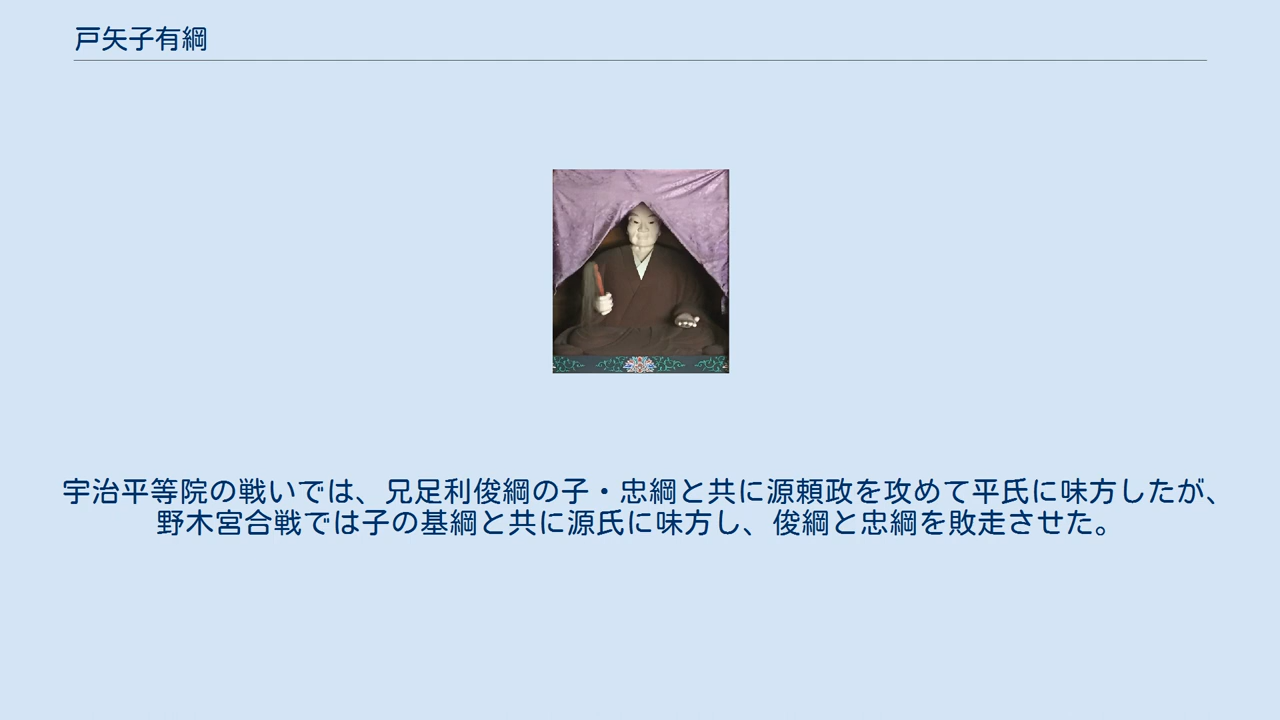 戸矢子有綱
宇治平等院の戦いでは、兄足利俊綱の子・忠綱と共に源頼政を攻めて平氏に味方したが、
野木宮合戦では子の基綱と共に源氏に味方し、俊綱と忠綱を敗走させた。